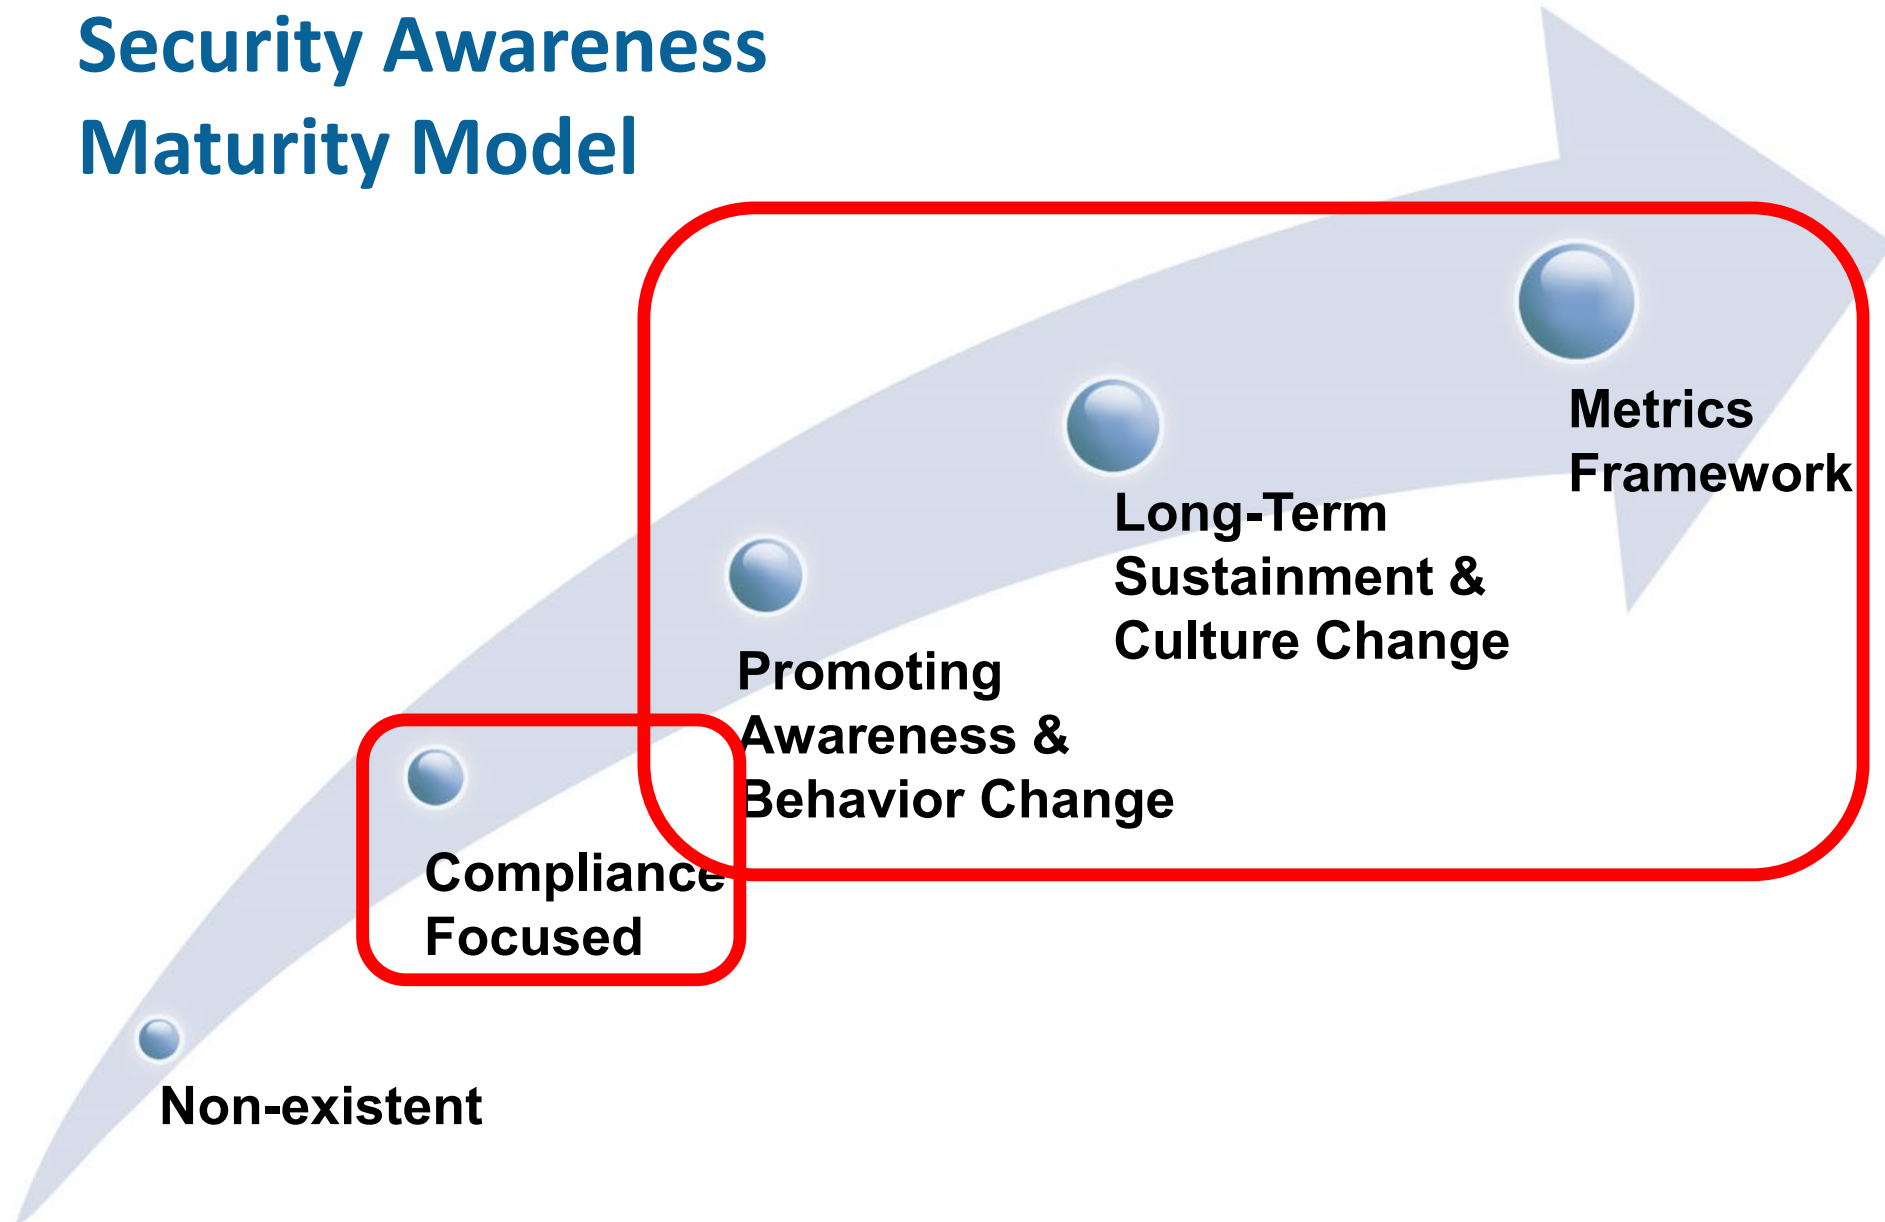 Security Awareness
Maturity Model
Metrics
Framework
Long-Term
Sustainment &
Culture Change
Promoting
Awareness &
Behavior Change
Compliance
Focused
Non-existent